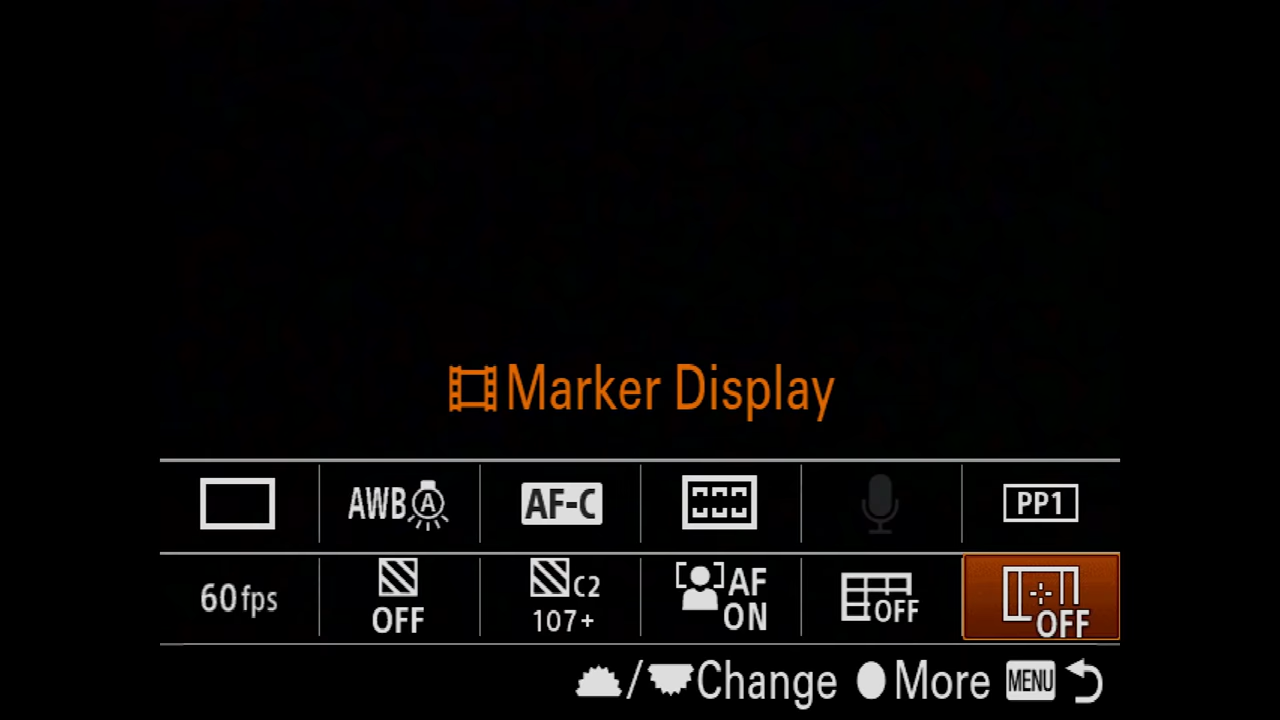 Marker Display
AWB A AF-C PP1
60fps OFF C2 107+ AF ON OFF OFF
/ Change More MENU